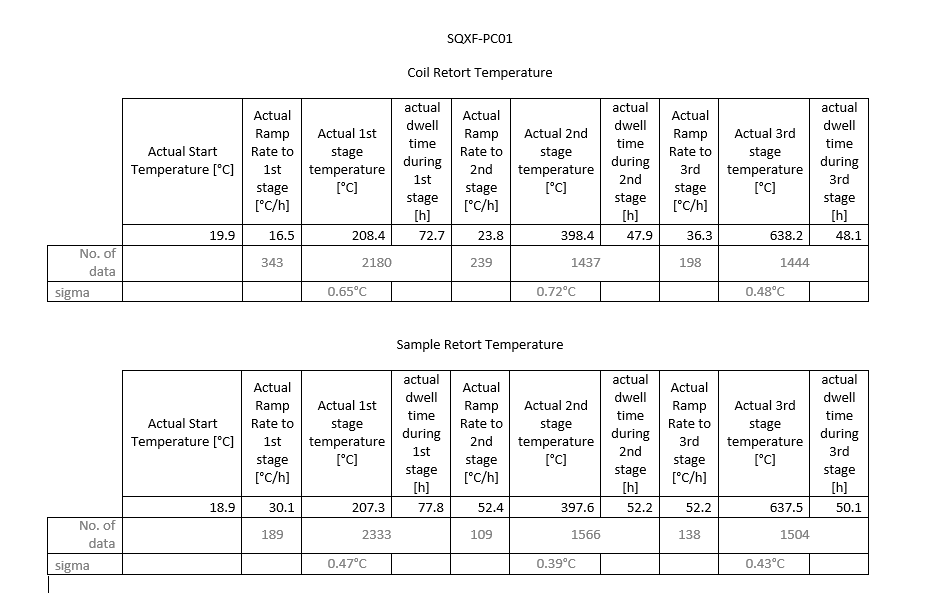 SQXF-PC01
Coil Retort Temperature
Actual Start
Temperature [°C]
Actual
Ramp
Rate to
1st
stage
[°C/h]
Actual 1st
stage
temperature
[°C]
actual
dwell
time
during
1st
stage
[h]
Actual
Ramp
Rate to
2nd
stage
[°C/h]
Actual 2nd
stage
temperature
[°C]
actual
dwell
time
during
2nd
stage
[h]
Actual
Ramp
Rate to
3rd
stage
[°C/h]
Actual 3rd
stage
temperature
[°C]
actual
dwell
time
during
3rd
stage
[h]
19.9 16.5 208.4 72.7 23.8 398.4 47.9 36.3 638.2 48.1
No. of
data
343 2180 239 1437 198 1444
sigma 0.65°C 0.72°C 0.48°C
Sample Retort Temperature
Actual Start
Temperature [°C]
Actual
Ramp
Rate to
1st
stage
[°C/h]
Actual 1st
stage
temperature
[°C]
actual
dwell
time
during
1st
stage
[h]
Actual
Ramp
Rate to
2nd
stage
[°C/h]
Actual 2nd
stage
temperature
[°C]
actual
dwell
time
during
2nd
stage
[h]
Actual
Ramp
Rate to
3rd
stage
[°C/h]
Actual 3rd
stage
temperature
[°C]
actual
dwell
time
during
3rd
stage
[h]
18.9 30.1 207.3 77.8 52.4 397.6 52.2 52.2 637.5 50.1
No. of
data
189 2333 109 1566 138 1504
sigma 0.47°C 0.39°C 0.43°C